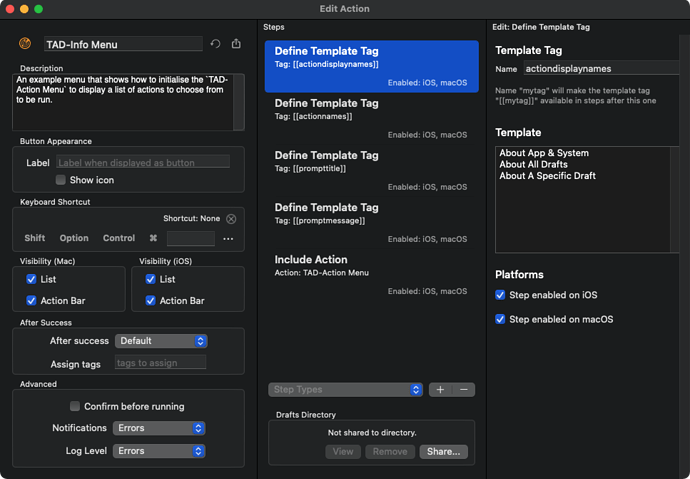 Edit Action
TAD-Info Menu
Description
An example menu that shows how to initialise the `TAD-
Action Menu` to display a list of actions to choose from
to be run.
Button Appearance
Label
Label when displayed as button
Show icon
Keyboard Shortcut
Shortcut: None
Shift Option Control ⌘ ...
Visibility (Mac)
List
Action Bar
Visibility (iOS)
List
Action Bar
After Success
After success Default
Assign tags tags to assign
Advanced
Confirm before running
Notifications Errors
Log Level Errors
Steps
Define Template Tag
Tag: [[actiondisplaynames]]
Enabled: iOS, macOS
Define Template Tag
Tag: [[actionnames]]
Enabled: iOS, macOS
Define Template Tag
Tag: [[prompttitle]]
Enabled: iOS, macOS
Define Template Tag
Tag: [[promptmessage]]
Enabled: iOS, macOS
Include Action
Action: TAD-Action Menu
Enabled: iOS, macOS
Step Types
+ −
Drafts Directory
Not shared to directory.
View Remove Share...
Edit: Define Template Tag
Template Tag
Name actiondisplaynames
Name "mytag" will make the template tag
"[[mytag]]" available in steps after this one
Template
About App & System
About All Drafts
About A Specific Draft
Platforms
Step enabled on iOS
Step enabled on macOS